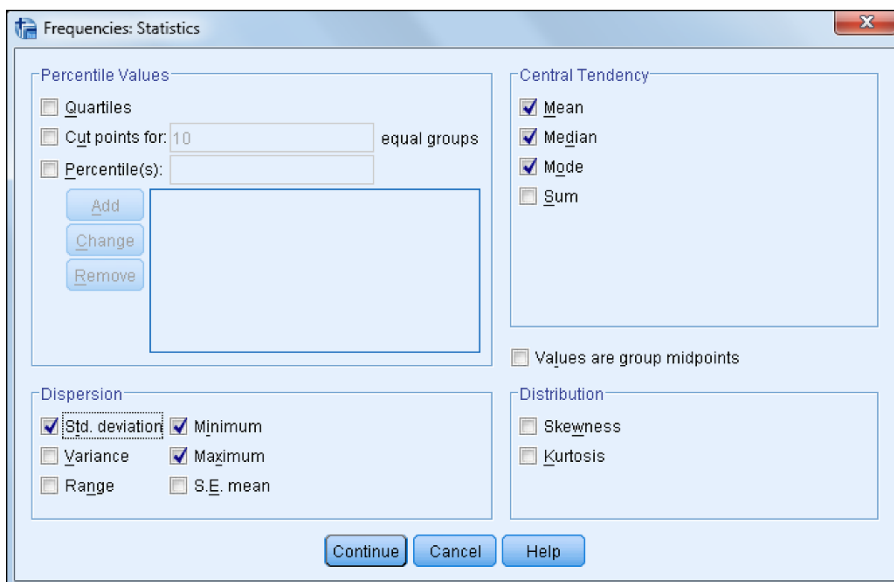 Frequencies: Statistics
Percentile Values
Quartiles
Cut points for: 10 equal groups
Percentile(s):
Add
Change
Remove
Central Tendency
Mean
Median
Mode
Sum
Values are group midpoints
Dispersion
Std. deviation Minimum
Variance Maximum
Range S.E. mean
Distribution
Skewness
Kurtosis
Continue Cancel Help